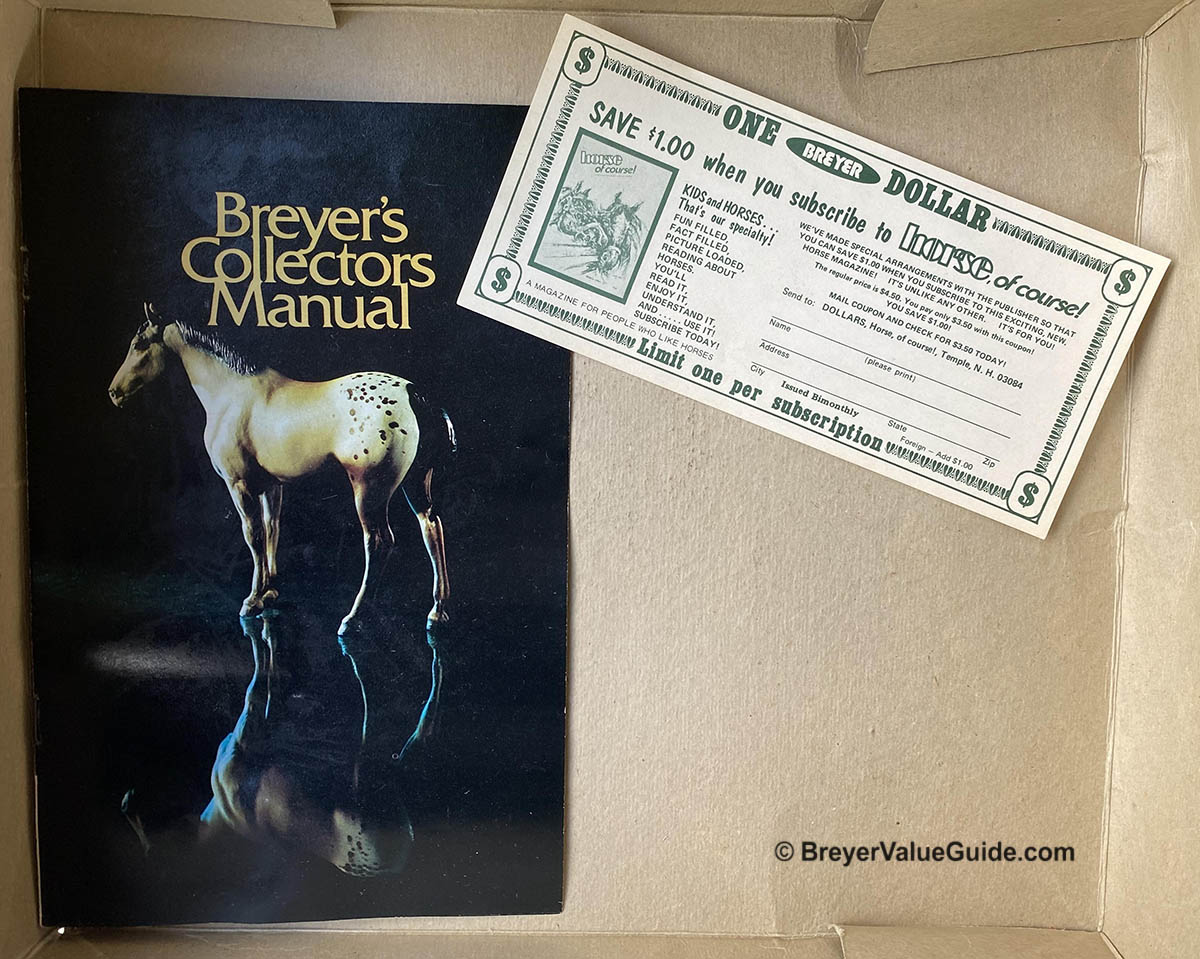 Breyer's
Collectors
Manual
$
$
ONE BREYER DOLLAR
SAVE $1.00 when you subscribe to horse, of course!
horse
of course!
KIDS and HORSES...
That's our specialty!
FUN FILLED,
FACT FILLED,
PICTURE LOADED,
READING ABOUT
HORSES.
YOU'LL
READ IT,
ENJOY IT,
UNDERSTAND IT,
AND..... USE IT!
SUBSCRIBE TODAY!
A MAGAZINE FOR PEOPLE WHO LIKE HORSES
WE'VE MADE SPECIAL ARRANGEMENTS WITH THE PUBLISHER SO THAT
YOU CAN SAVE $1.00 WHEN YOU SUBSCRIBE TO THIS EXCITING, NEW,
HORSE MAGAZINE! IT'S UNLIKE ANY OTHER. IT'S FOR YOU!
The regular price is $4.50, You pay only $3.50 with this coupon!
YOU SAVE $1.00!
MAIL COUPON AND CHECK FOR $3.50 TODAY!
Send to: DOLLARS, Horse, of course!, Temple, N. H. 03084
Name
(please print)
Address
City State Zip
Issued Bimonthly
Foreign — Add $1.00
Limit one per subscription
$
$
© BreyerValueGuide.com